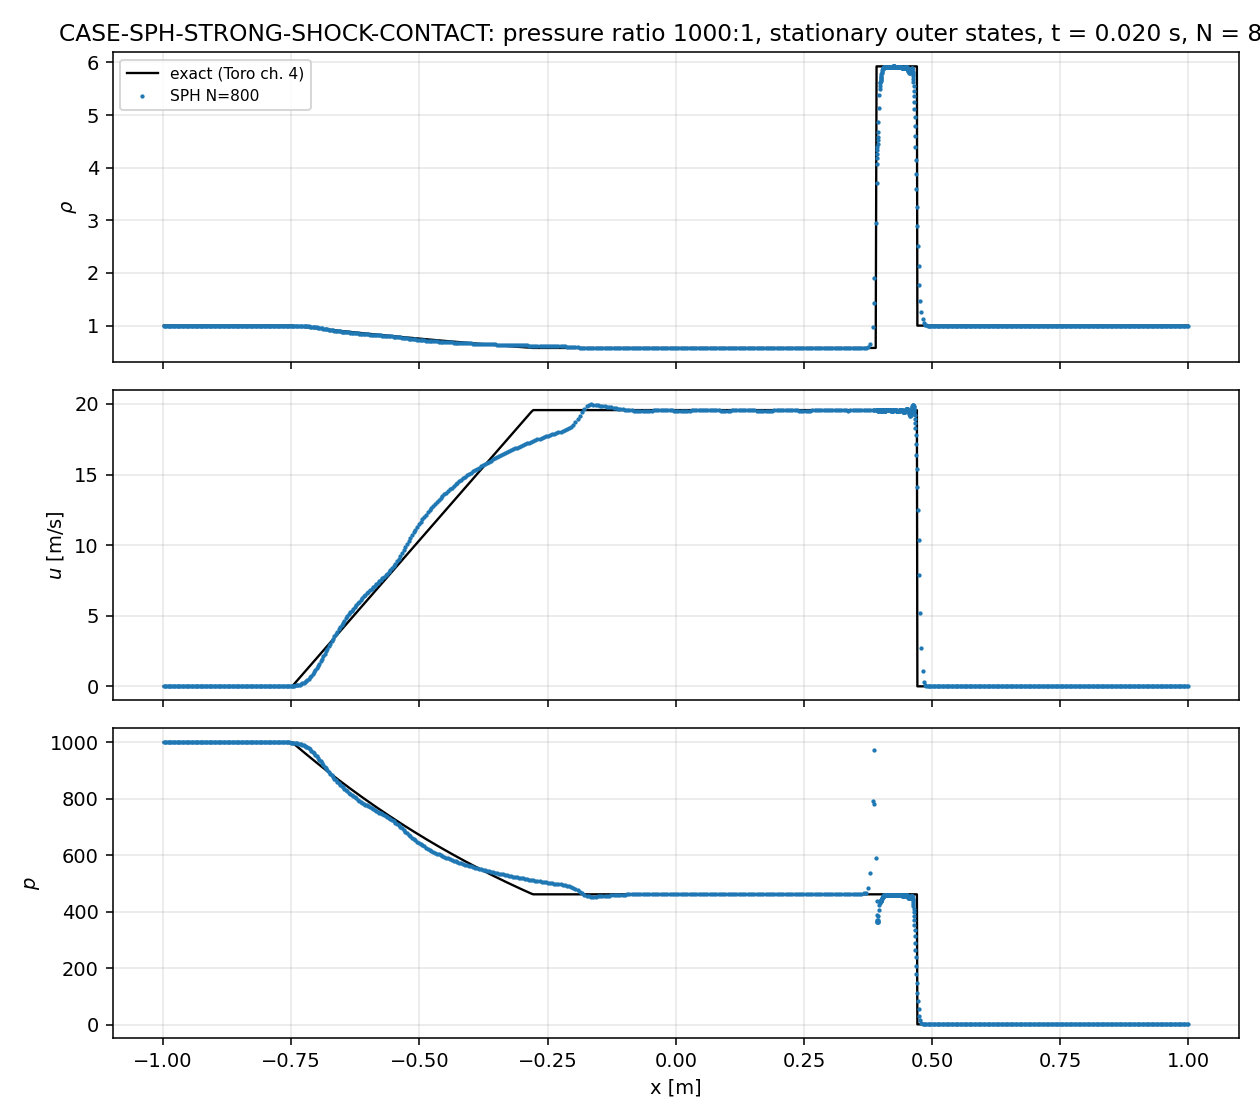 CASE-SPH-STRONG-SHOCK-CONTACT: pressure ratio 1000:1, stationary outer states, t = 0.020 s, N = 8
exact (Toro ch. 4)
SPH N=800
6
5
4
3
2
1
ρ
20
15
10
5
0
u [m/s]
1000
800
600
400
200
0
p
−1.00 −0.75 −0.50 −0.25 0.00 0.25 0.50 0.75 1.00
x [m]